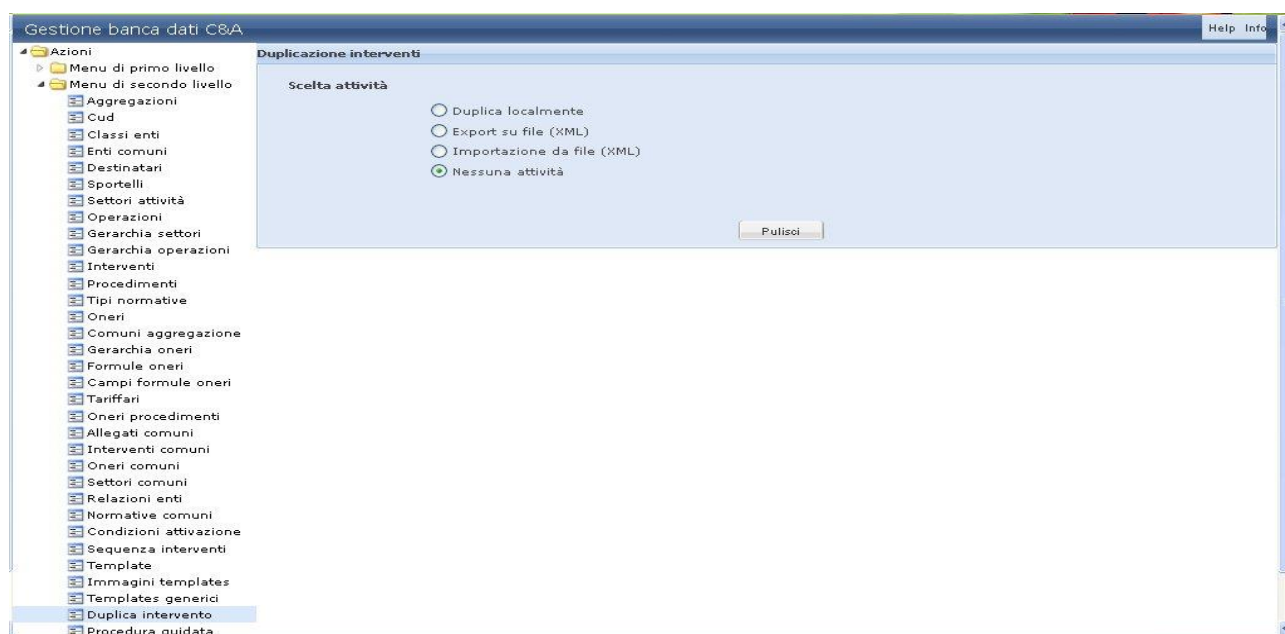 Gestione banca dati C&A
Help Info
Azioni
Menu di primo livello
Menu di secondo livello
Aggregazioni
Cud
Classi enti
Enti comuni
Destinatari
Sportelli
Settori attività
Operazioni
Gerarchia settori
Gerarchia operazioni
Interventi
Procedimenti
Tipi normative
Oneri
Comuni aggregazione
Gerarchia oneri
Formule oneri
Campi formule oneri
Tariffari
Oneri procedimenti
Allegati comuni
Interventi comuni
Oneri comuni
Settori comuni
Relazioni enti
Normative comuni
Condizioni attivazione
Sequenza interventi
Template
Immagini templates
Templates generici
Duplica intervento
Procedura guidata
Duplicazione interventi
Scelta attività
Duplica localmente
Export su file (XML)
Importazione da file (XML)
Nessuna attività
Pulisci